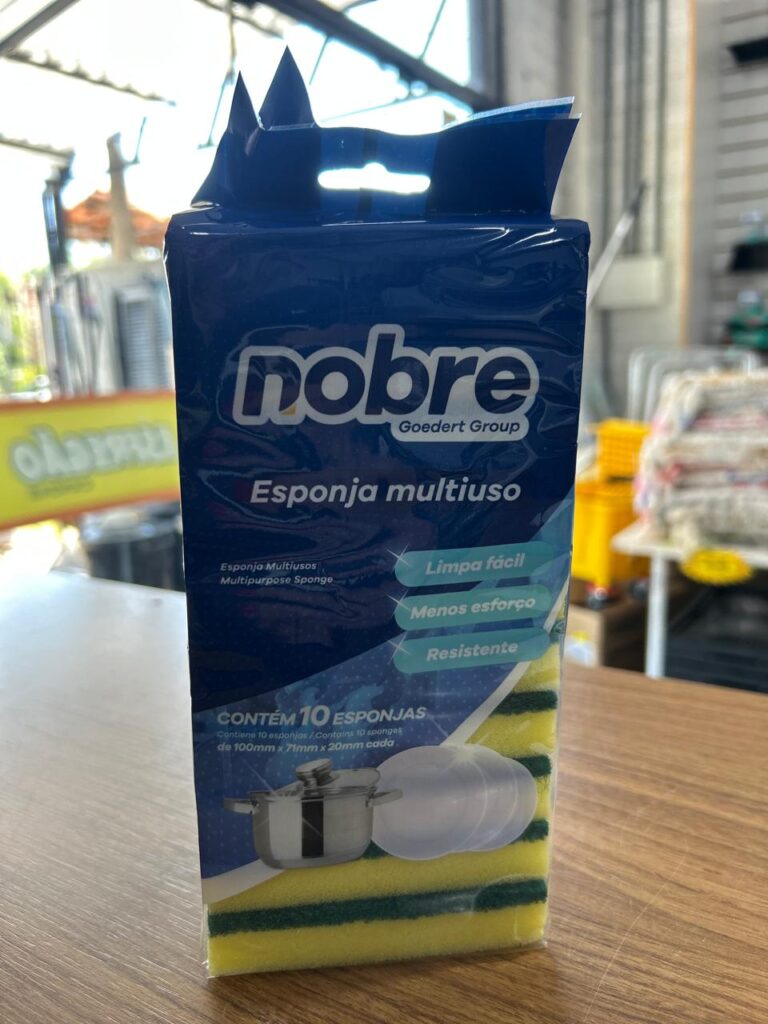 nobre
Goedert Group
Esponja multiuso
Esponja Multiusos
Multipurpose Sponge
Limpa fácil
Menos esforço
Resistente
CONTÉM 10 ESPONJAS
Contiene 10 esponjas / Contains 10 sponges
de 100mm x 71mm x 20mm cada